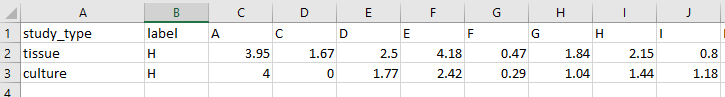 A B C D E F G H I J
1 study_type label A C D E F G H I
2 tissue H 3.95 1.67 2.5 4.18 0.47 1.84 2.15 0.8
3 culture H 4 0 1.77 2.42 0.29 1.04 1.44 1.18
4